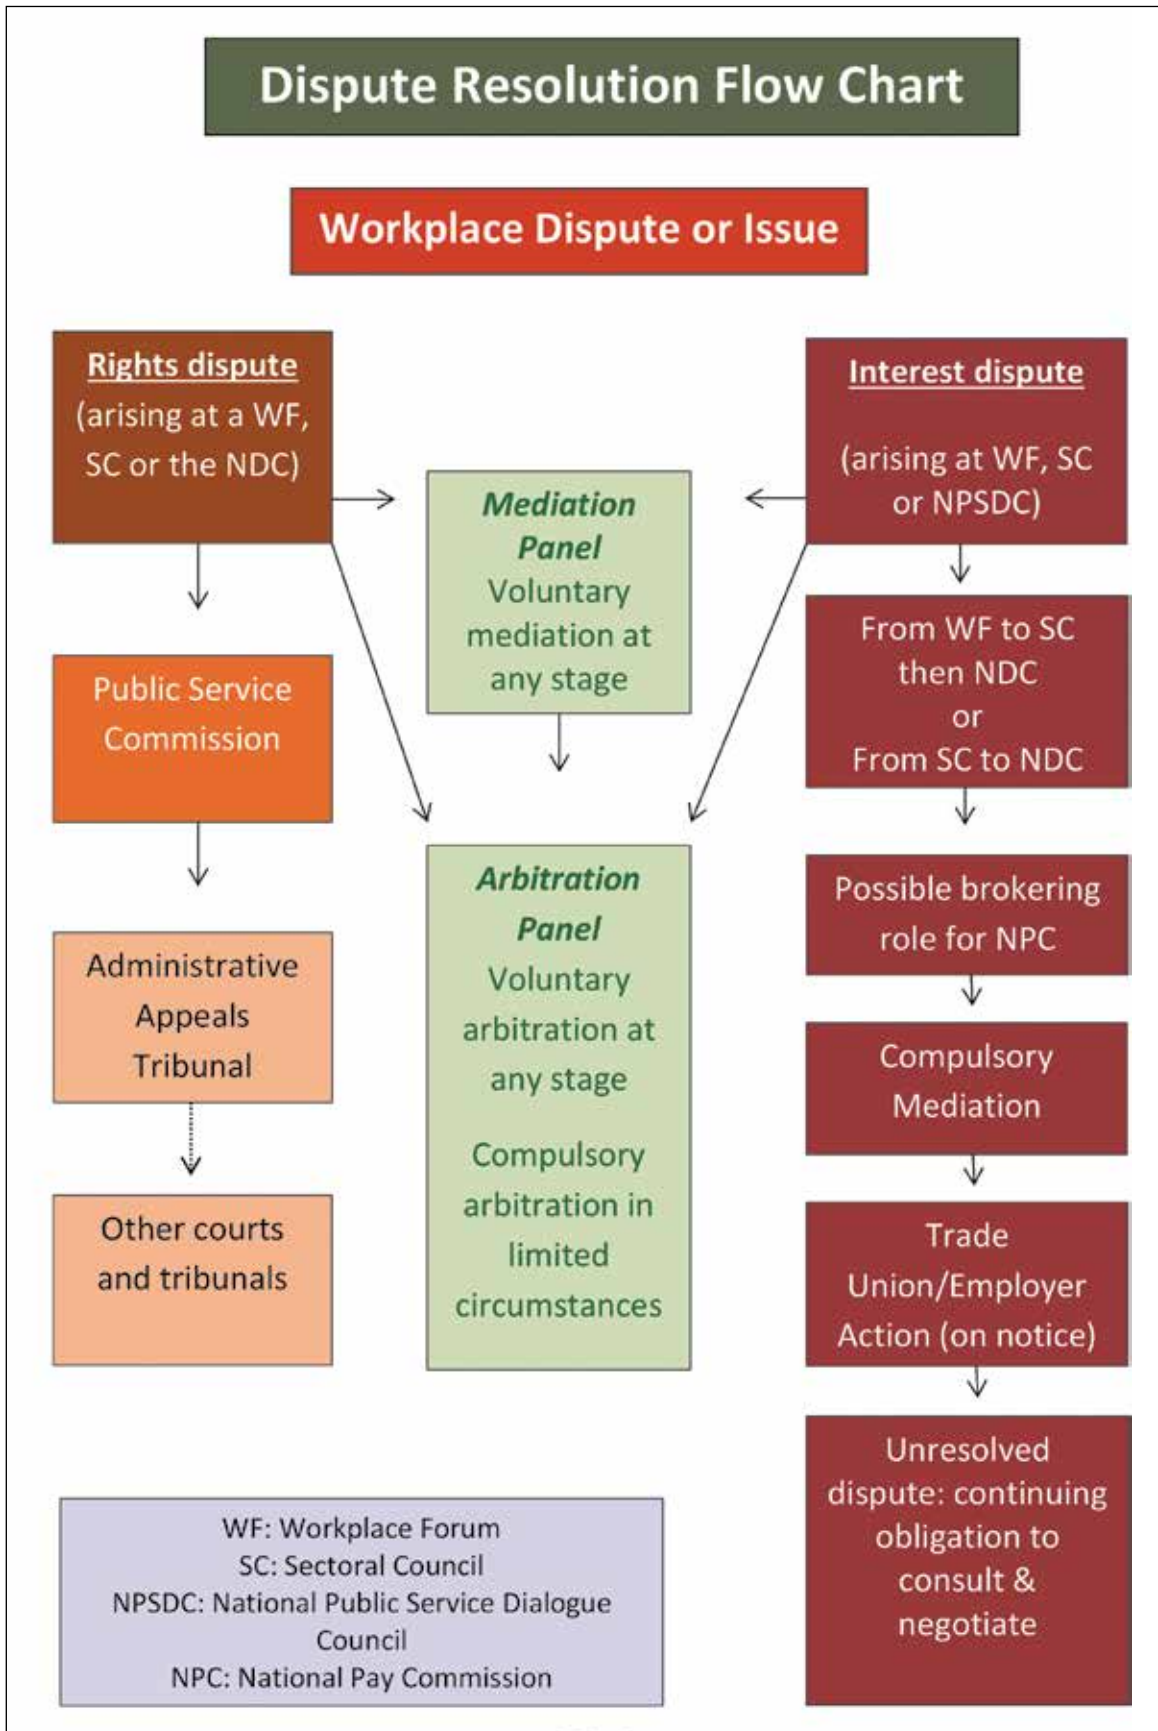 Dispute Resolution Flow Chart
Workplace Dispute or Issue
Rights dispute
(arising at a WF,
SC or the NDC)
Public Service
Commission
Administrative
Appeals
Tribunal
Other courts
and tribunals
Mediation
Panel
Voluntary
mediation at
any stage
Arbitration
Panel
Voluntary
arbitration at
any stage
Compulsory
arbitration in
limited
circumstances
Interest dispute
(arising at WF, SC
or NPSDC)
From WF to SC
then NDC
or
From SC to NDC
Possible brokering
role for NPC
Compulsory
Mediation
Trade
Union/Employer
Action (on notice)
Unresolved
dispute: continuing
obligation to
consult &
negotiate
WF: Workplace Forum
SC: Sectoral Council
NPSDC: National Public Service Dialogue
Council
NPC: National Pay Commission